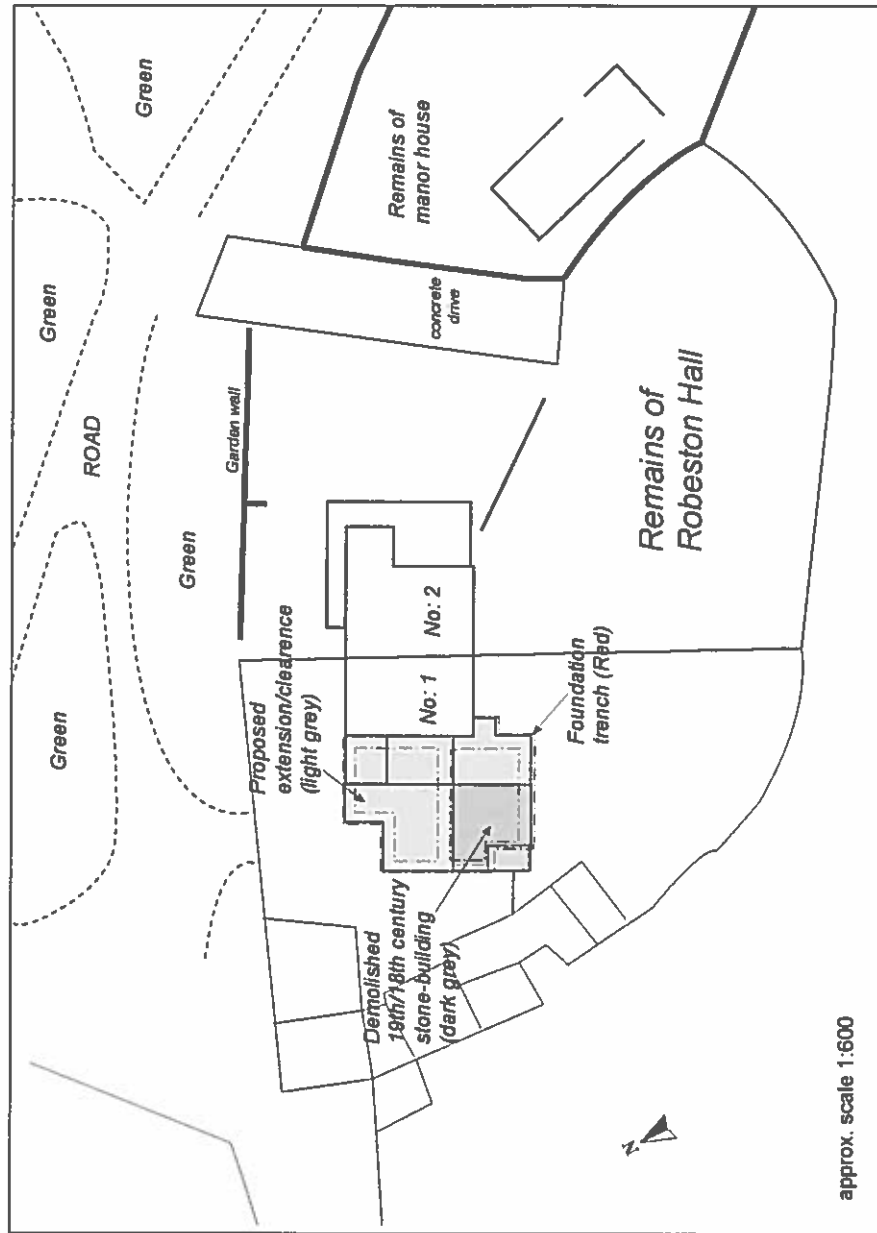 Green
Green
Green
ROAD
Green
Garden wall
Remains of
manor house
concrete
drive
Remains of
Robeston Hall
No: 1
No: 2
Proposed
extension/clearence
(light grey)
Foundation
trench (Red)
Demolished
19th/18th century
stone-building
(dark grey)
N
approx. scale 1:600